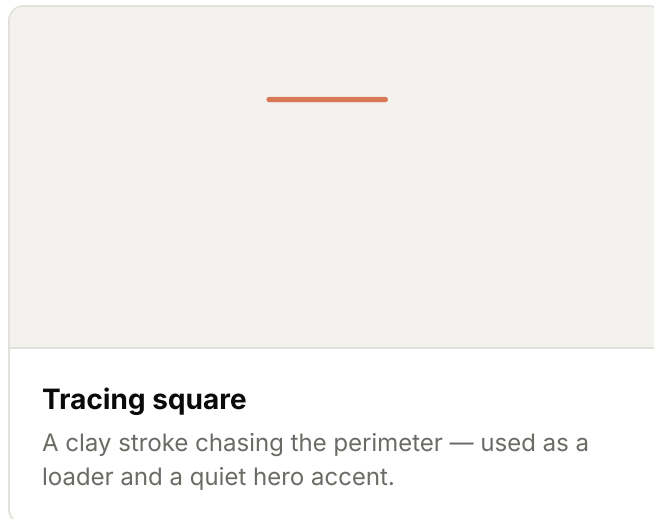 Tracing square
A clay stroke chasing the perimeter — used as a
loader and a quiet hero accent.